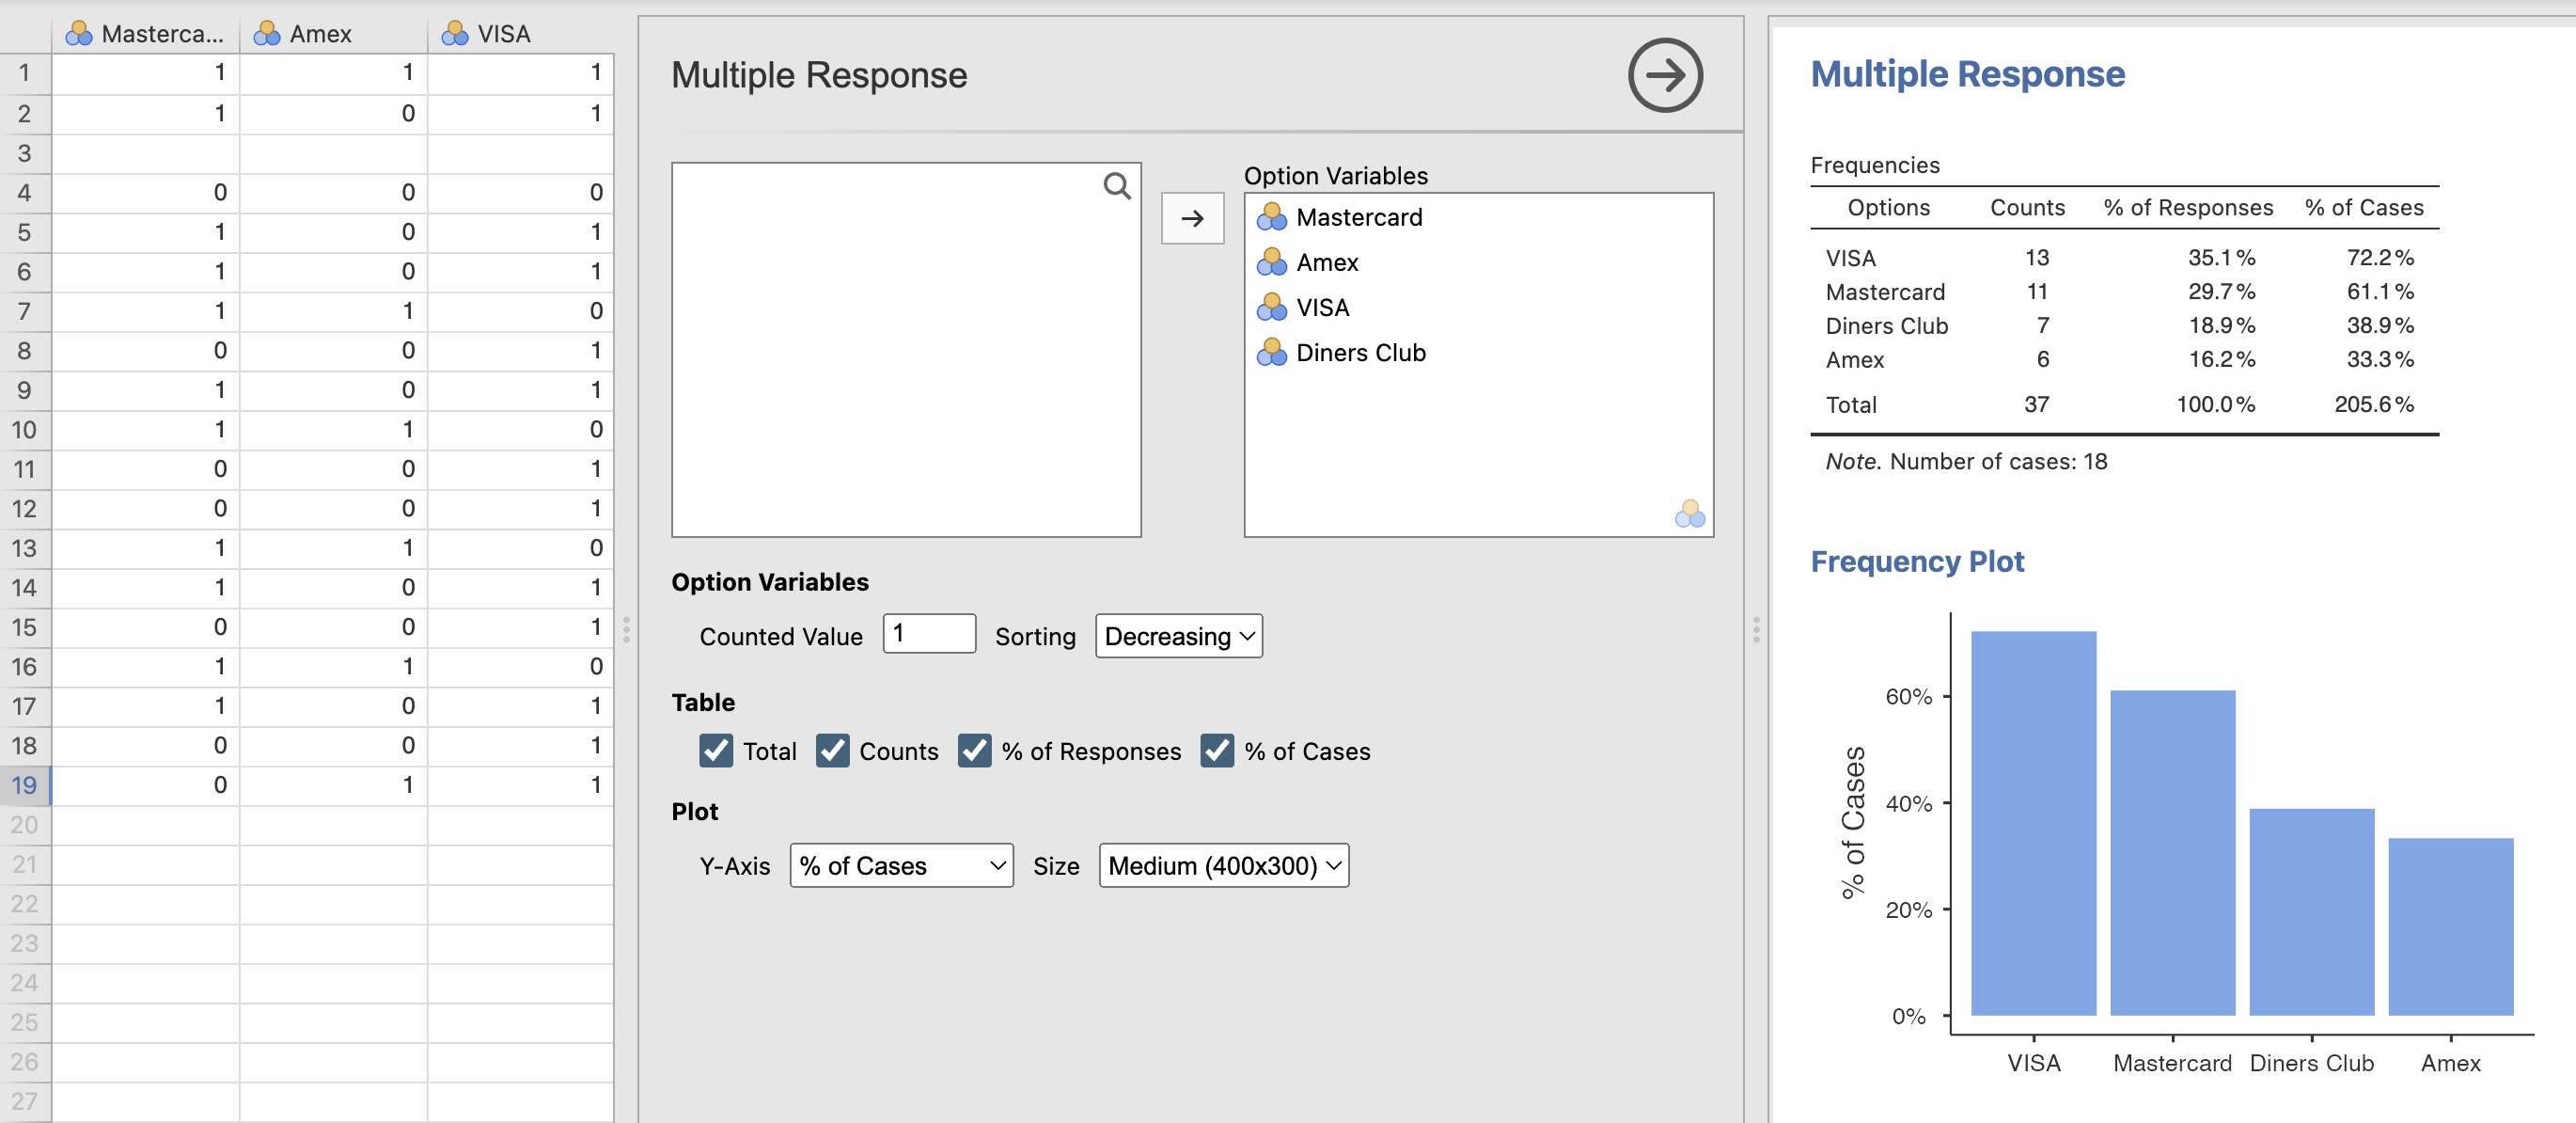 Masterca... Amex VISA
1 1 1 1
2 1 0 1
3
4 0 0 0
5 1 0 1
6 1 0 1
7 1 1 0
8 0 0 1
9 1 0 1
10 1 1 0
11 0 0 1
12 0 0 1
13 1 1 0
14 1 0 1
15 0 0 1
16 1 1 0
17 1 0 1
18 0 0 1
19 0 1 1
20
21
22
23
24
25
26
27
Multiple Response
Option Variables
Mastercard
Amex
VISA
Diners Club
Option Variables
Counted Value 1 Sorting Decreasing
Table
Total Counts % of Responses % of Cases
Plot
Y-Axis % of Cases Size Medium (400x300)
Multiple Response
Frequencies
Options Counts % of Responses % of Cases
VISA 13 35.1% 72.2%
Mastercard 11 29.7% 61.1%
Diners Club 7 18.9% 38.9%
Amex 6 16.2% 33.3%
Total 37 100.0% 205.6%
Note. Number of cases: 18
Frequency Plot
% of Cases
60%
40%
20%
0%
VISA Mastercard Diners Club Amex